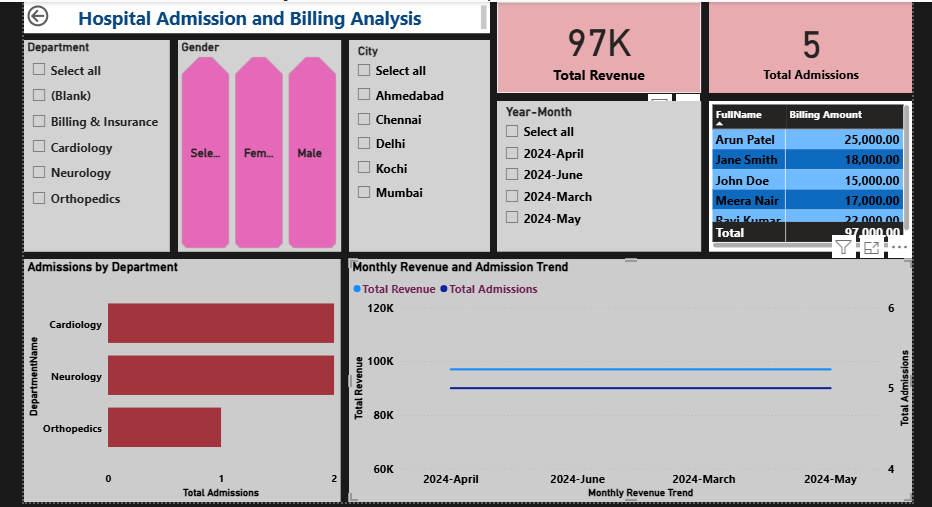 Hospital Admission and Billing Analysis
97K
Total Revenue
5
Total Admissions
Department
Select all
(Blank)
Billing & Insurance
Cardiology
Neurology
Orthopedics
Gender
Sele...
Fem...
Male
City
Select all
Ahmedabad
Chennai
Delhi
Kochi
Mumbai
Year-Month
Select all
2024-April
2024-June
2024-March
2024-May
FullName Billing Amount
Arun Patel 25,000.00
Jane Smith 18,000.00
John Doe 15,000.00
Meera Nair 17,000.00
Ravi Kumar 22,000.00
Total 97,000.00
Admissions by Department
DepartmentName
Cardiology
Neurology
Orthopedics
0 1 2
Total Admissions
Monthly Revenue and Admission Trend
Total Revenue Total Admissions
Total Revenue
120K
100K
80K
60K
6
5
4
Total Admissions
2024-April 2024-June 2024-March 2024-May
Monthly Revenue Trend